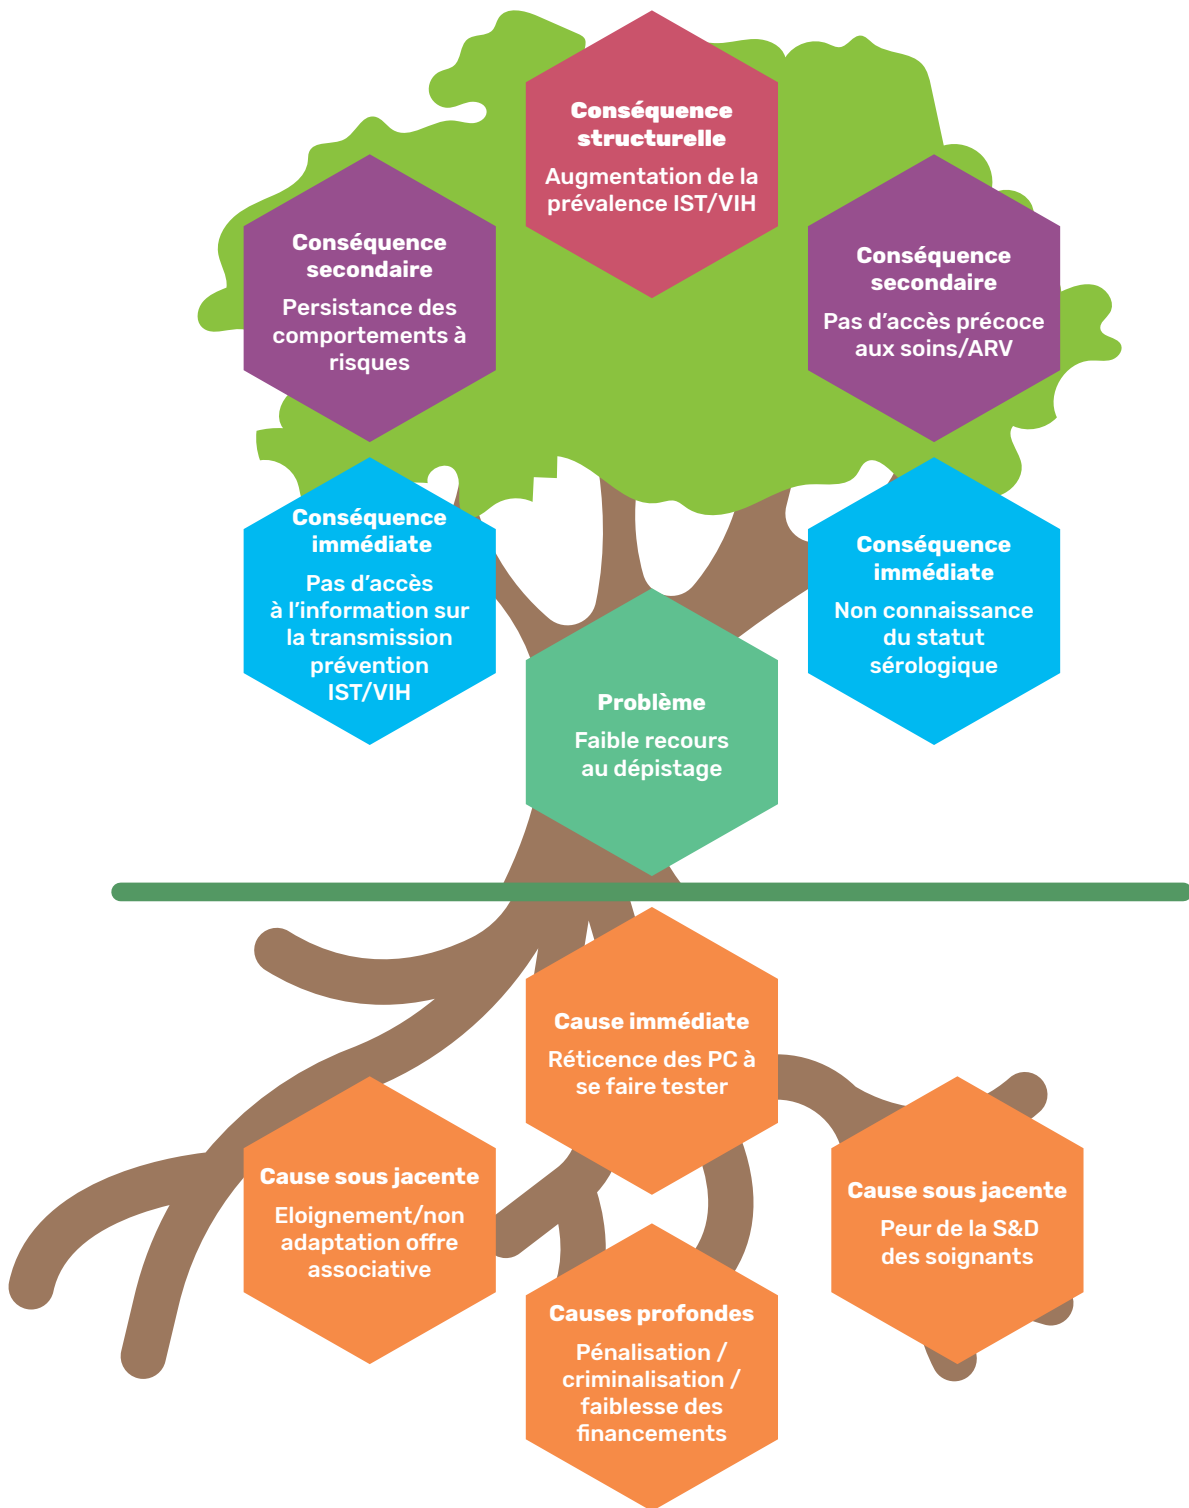 Conséquence
structurelle
Augmentation de la
prévalence IST/VIH
Conséquence
secondaire
Persistance des
comportements à
risques
Conséquence
secondaire
Pas d’accès précoce
aux soins/ARV
Conséquence
immédiate
Pas d’accès
à l’information sur
la transmission
prévention
IST/VIH
Conséquence
immédiate
Non connaissance
du statut
sérologique
Problème
Faible recours
au dépistage
Cause immédiate
Réticence des PC à
se faire tester
Cause sous jacente
Eloignement/non
adaptation offre
associative
Cause sous jacente
Peur de la S&D
des soignants
Causes profondes
Pénalisation /
criminalisation /
faiblesse des
financements